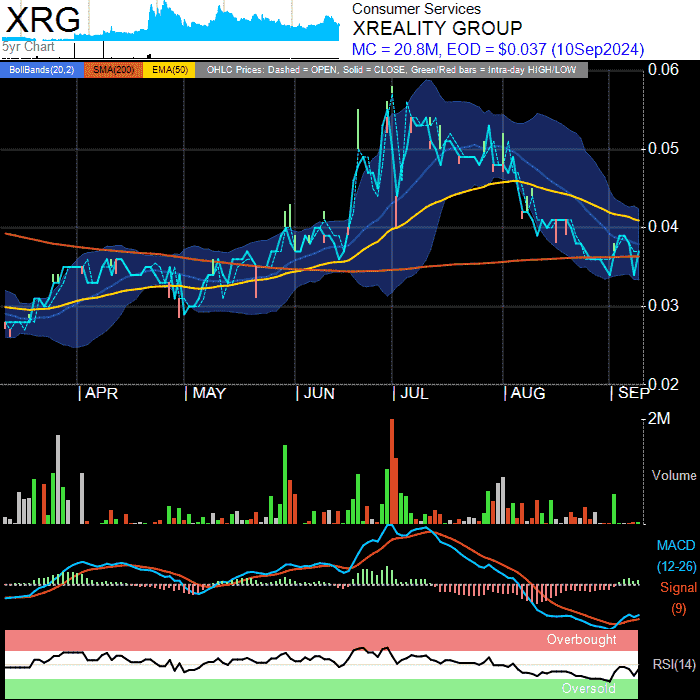 XRG
5yr Chart
Consumer Services
XREALITY GROUP
MC = 20.8M, EOD = $0.037 (10Sep2024)
BollBands(20,2) SMA(200) EMA(50) OHLC Prices: Dashed = OPEN, Solid = CLOSE, Green/Red bars = Intra-day HIGH/LOW
0.06
0.05
0.04
0.03
0.02
APR MAY JUN JUL AUG SEP
2M
Volume
MACD
(12-26)
Signal
(9)
Overbought
RSI(14)
Oversold